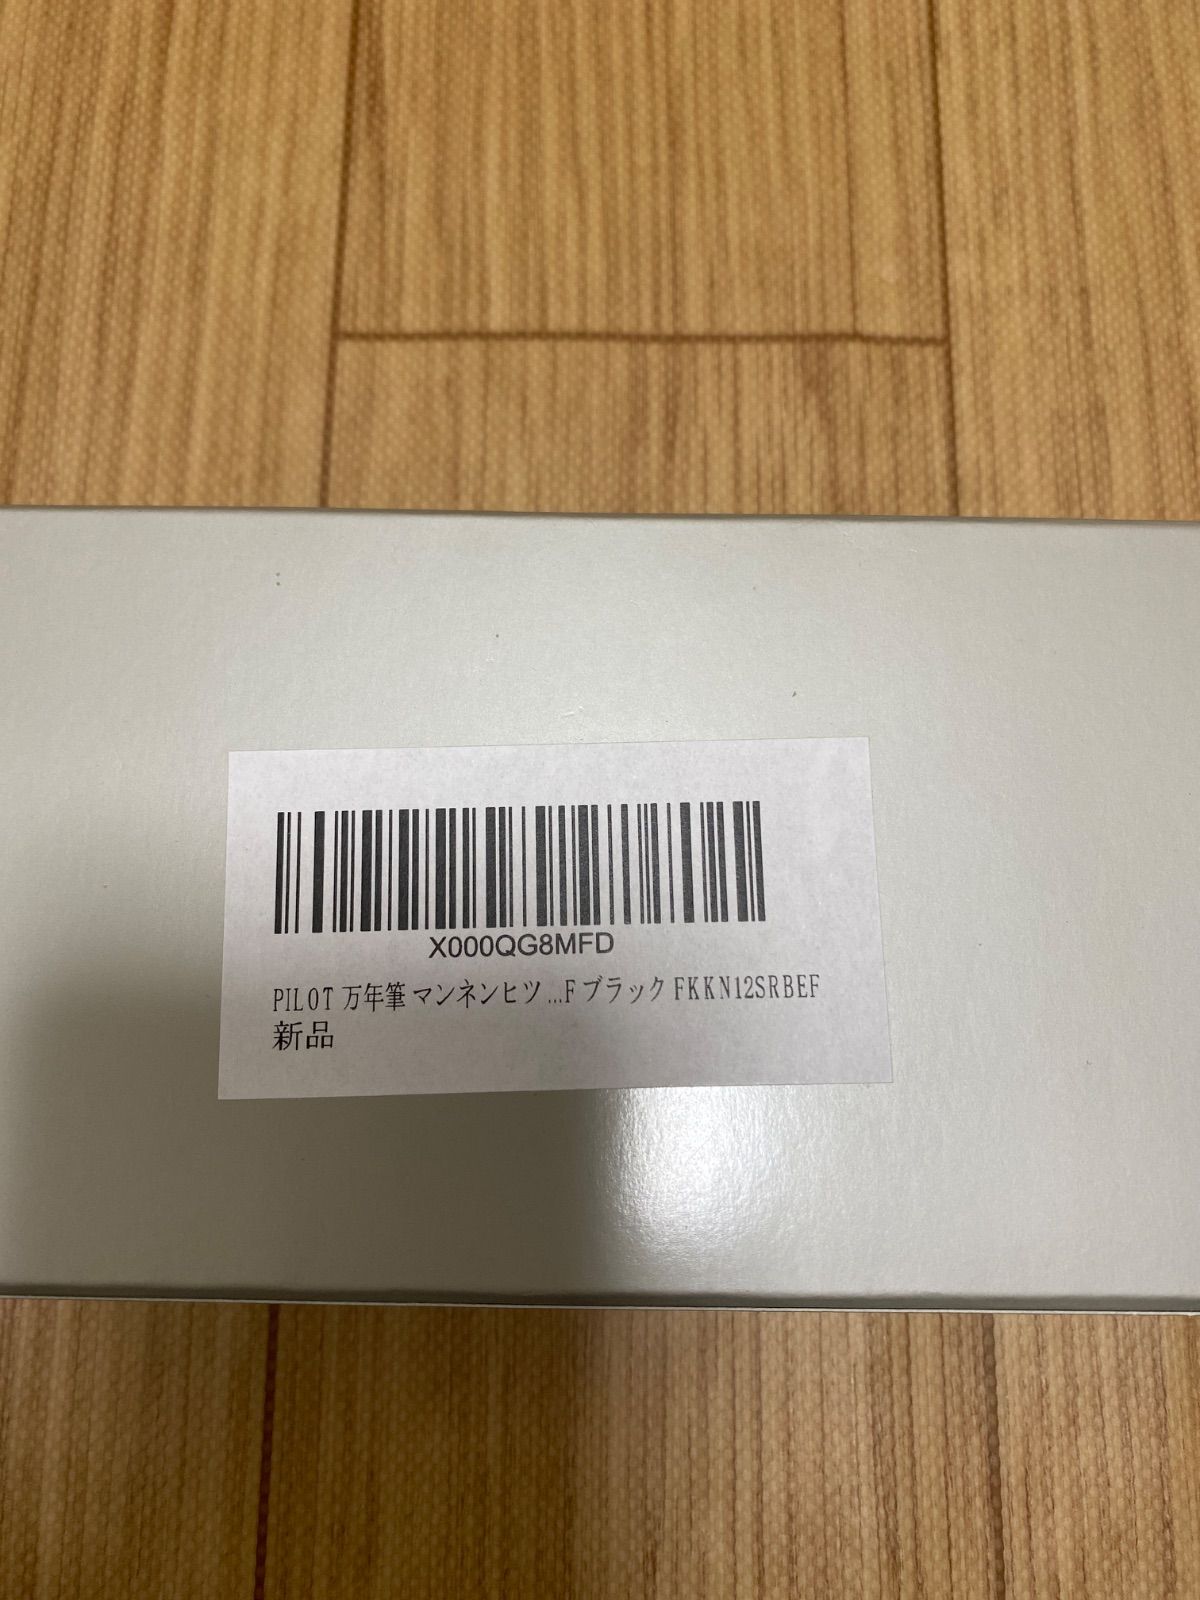 X000QG8MFD
PILOT 万年筆 マンネンヒツ ...F ブラック FKKN12SRBEF
新品